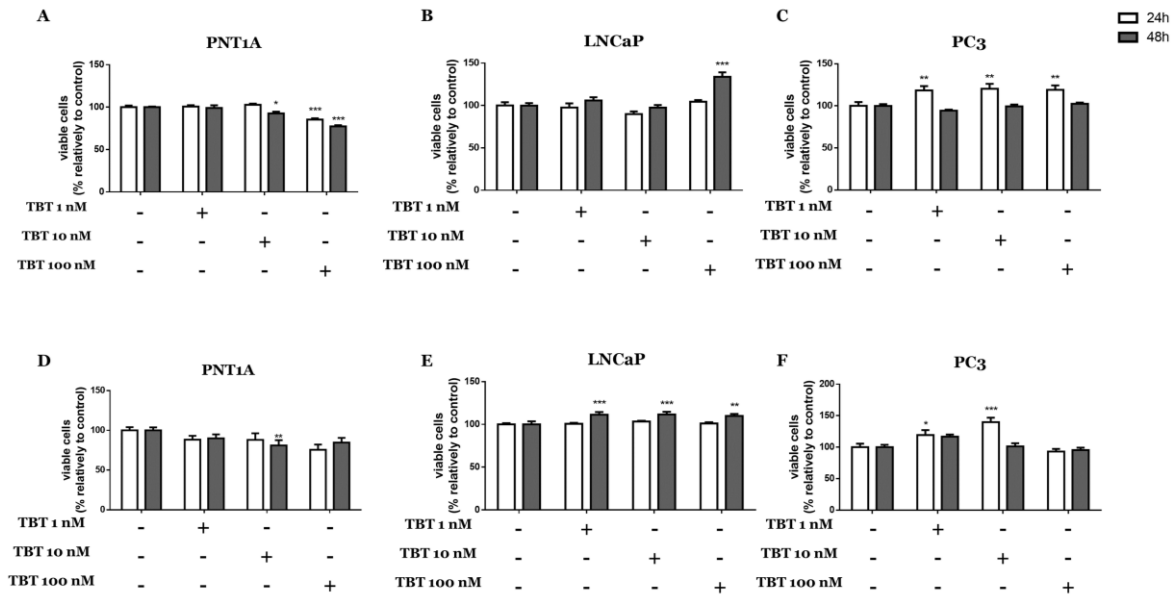 A
PNT1A
viable cells
(% relatively to control)
150
100
50
0
*
***
***
TBT 1 nM - + - -
TBT 10 nM - - + -
TBT 100 nM - - - +
B
LNCaP
viable cells
(% relatively to control)
150
100
50
0
***
TBT 1 nM - + - -
TBT 10 nM - - + -
TBT 100 nM - - - +
C
PC3
24h
48h
viable cells
(% relatively to control)
150
100
50
0
**
**
**
TBT 1 nM - + - -
TBT 10 nM - - + -
TBT 100 nM - - - +
D
PNT1A
viable cells
(% relatively to control)
150
100
50
0
**
TBT 1 nM - + - -
TBT 10 nM - - + -
TBT 100 nM - - - +
E
LNCaP
viable cells
(% relatively to control)
150
100
50
0
***
***
**
TBT 1 nM - + - -
TBT 10 nM - - + -
TBT 100 nM - - - +
F
PC3
viable cells
(% relatively to control)
200
150
100
50
0
*
***
TBT 1 nM - + - -
TBT 10 nM - - + -
TBT 100 nM - - - +